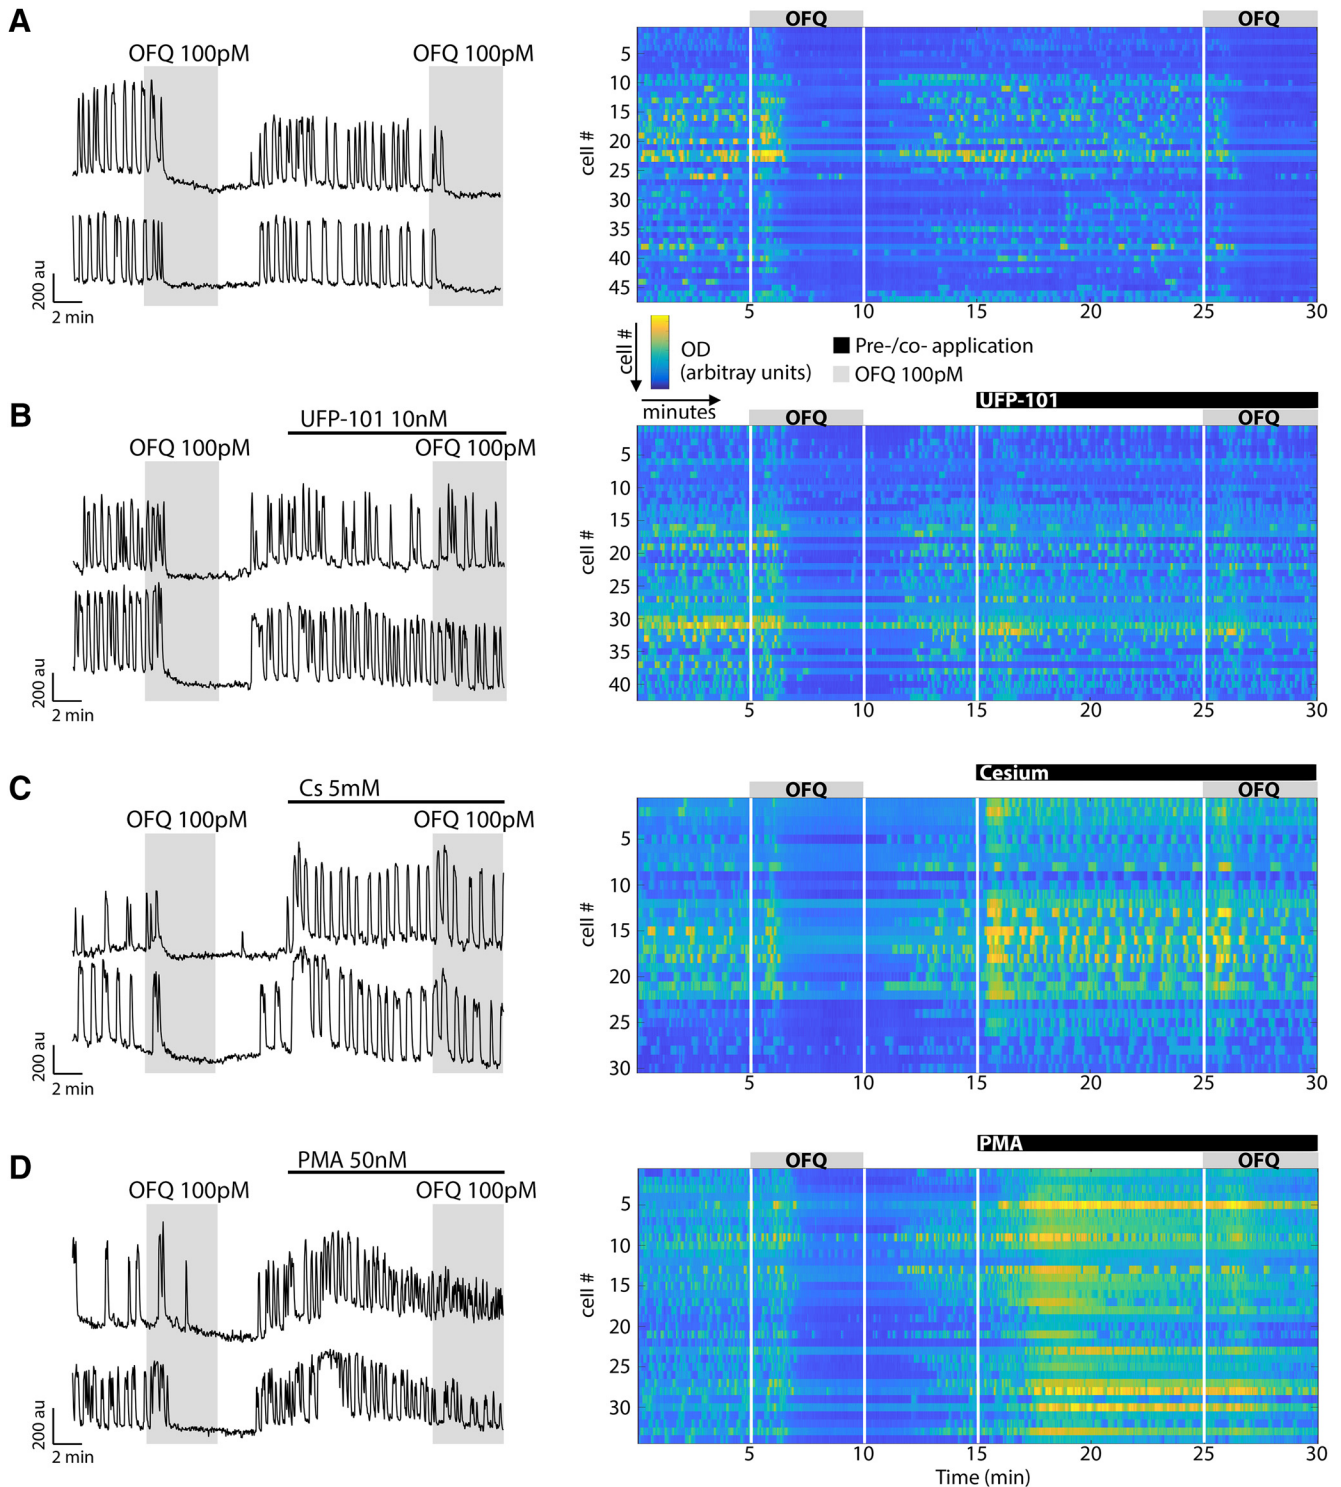 A
OFQ 100pM
OFQ 100pM
200 au
2 min
OFQ
OFQ
cell #
5
10
15
20
25
30
35
40
45
5
10
15
20
25
30
cell #
minutes
OD
(arbitray units)
Pre-/co- application
OFQ 100pM
B
UFP-101 10nM
OFQ 100pM
OFQ 100pM
200 au
2 min
UFP-101
OFQ
OFQ
cell #
5
10
15
20
25
30
35
40
5
10
15
20
25
30
C
Cs 5mM
OFQ 100pM
OFQ 100pM
200 au
2 min
Cesium
OFQ
OFQ
cell #
5
10
15
20
25
30
5
10
15
20
25
30
D
PMA 50nM
OFQ 100pM
OFQ 100pM
200 au
2 min
PMA
OFQ
OFQ
cell #
5
10
15
20
25
30
5
10
15
20
25
30
Time (min)